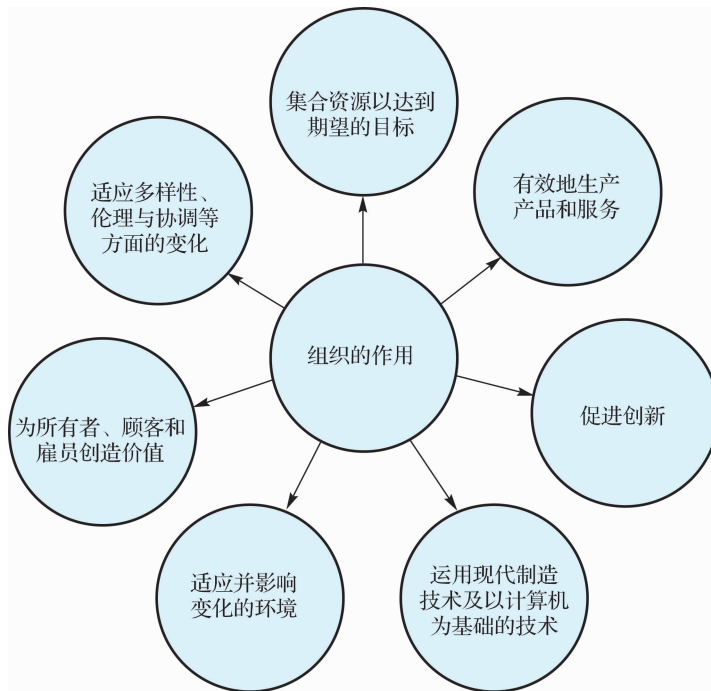 集合资源以达到
期望的目标
有效地生产
产品和服务
适应多样性、
伦理与协调等
方面的变化
组织的作用
促进创新
为所有者、顾客和
雇员创造价值
适应并影响
变化的环境
运用现代制造
技术及以计算机
为基础的技术